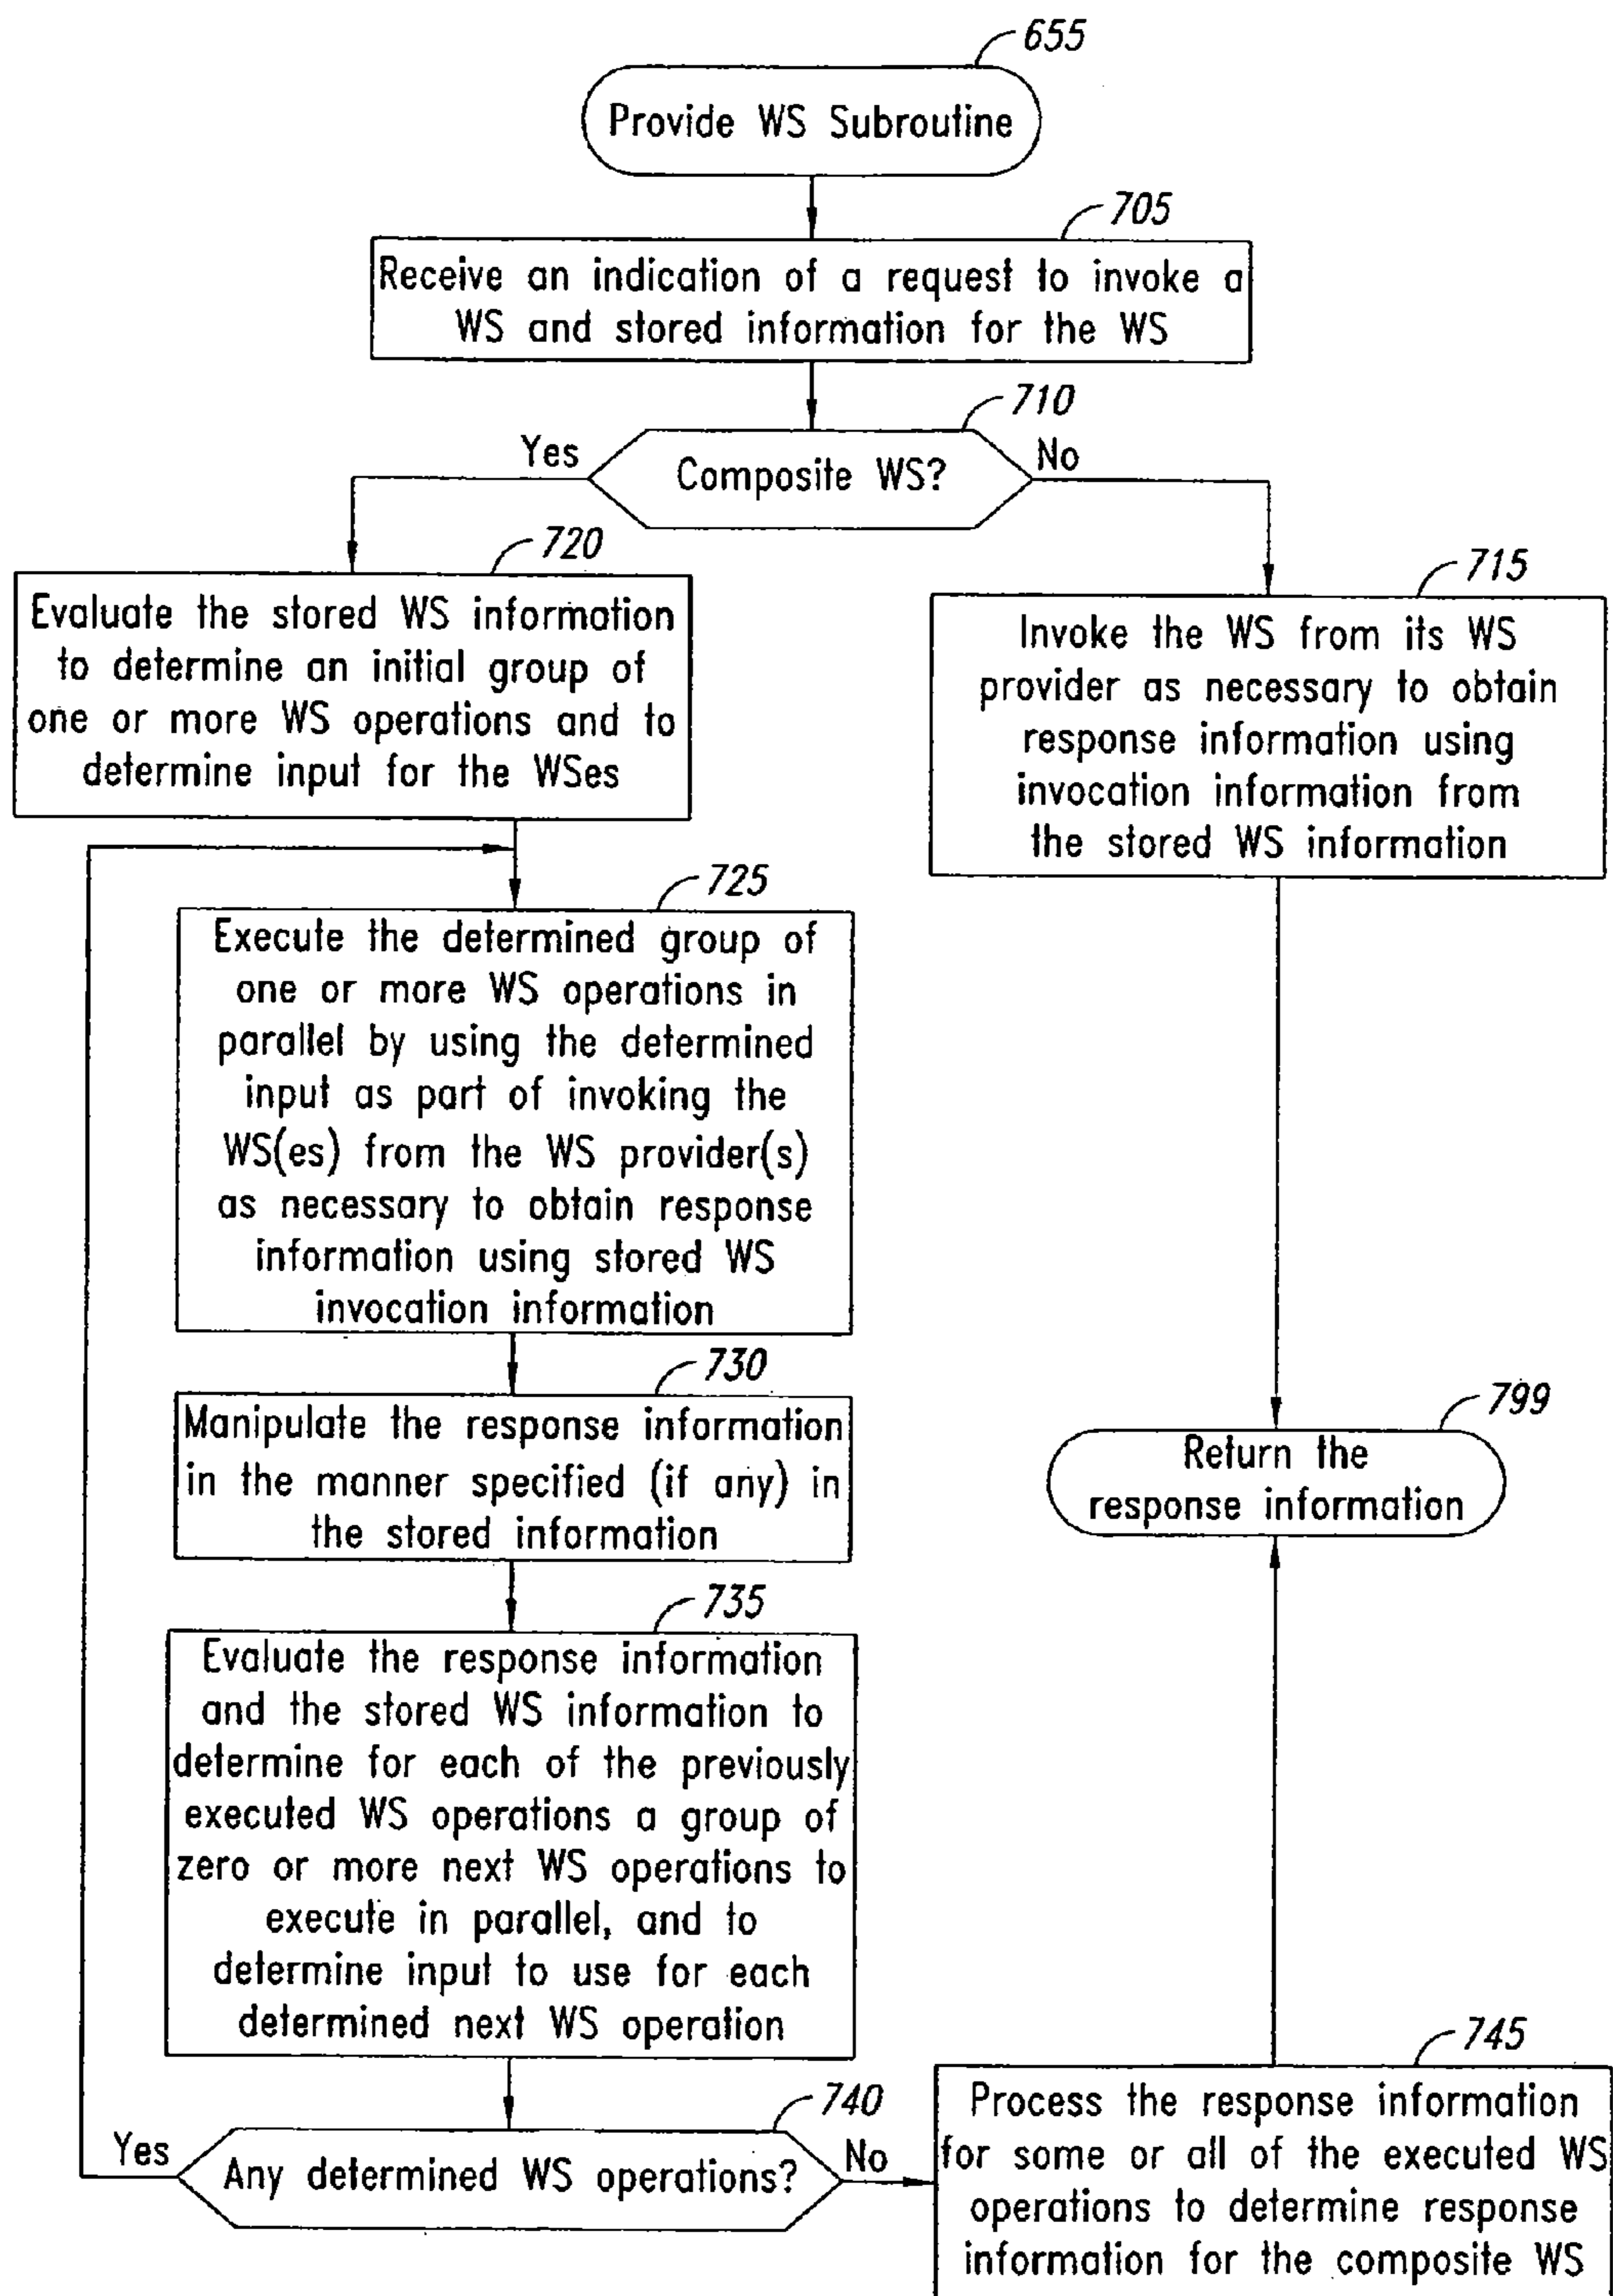 655
Provide WS Subroutine
705
Receive an indication of a request to invoke a
WS and stored information for the WS
710
Yes
Composite WS?
No
720
Evaluate the stored WS information
to determine an initial group of
one or more WS operations and to
determine input for the WSes
715
Invoke the WS from its WS
provider as necessary to obtain
response information using
invocation information from
the stored WS information
725
Execute the determined group of
one or more WS operations in
parallel by using the determined
input as part of invoking the
WS(es) from the WS provider(s)
as necessary to obtain response
information using stored WS
invocation information
730
Manipulate the response information
in the manner specified (if any) in
the stored information
799
Return the
response information
735
Evaluate the response information
and the stored WS information to
determine for each of the previously
executed WS operations a group of
zero or more next WS operations to
execute in parallel, and to
determine input to use for each
determined next WS operation
740
Yes
Any determined WS operations?
No
745
Process the response information
for some or all of the executed WS
operations to determine response
information for the composite WS